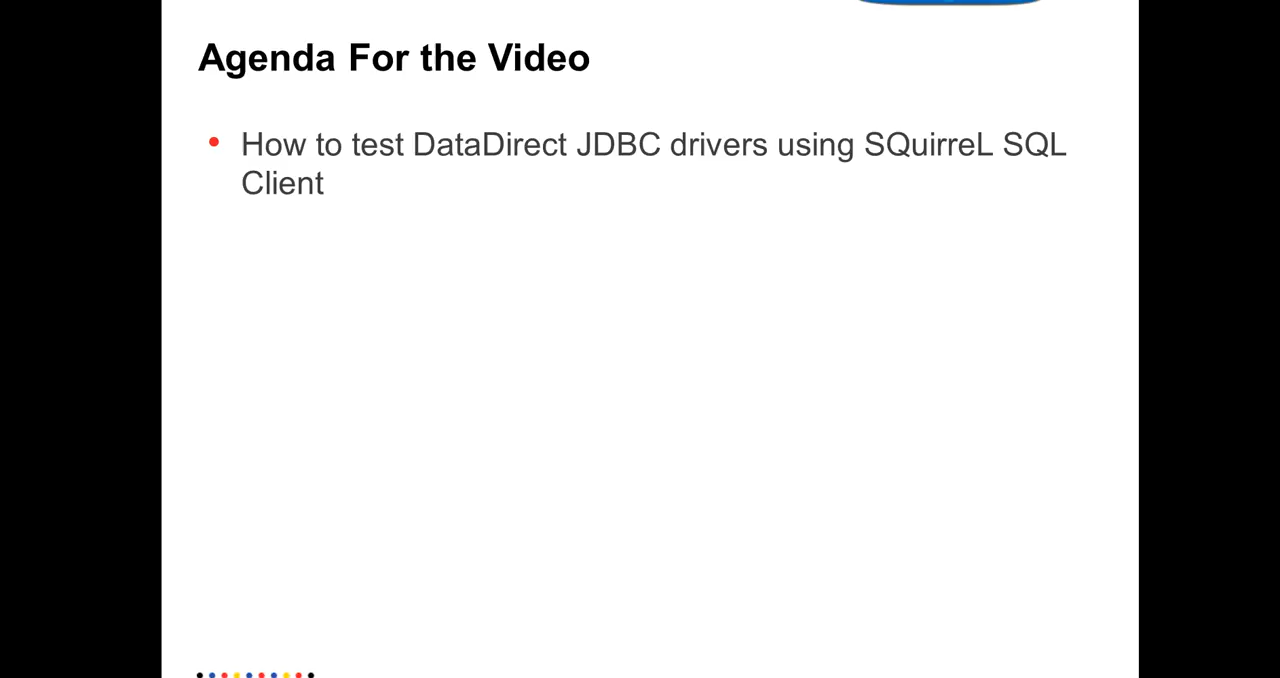 Agenda For the Video
• How to test DataDirect JDBC drivers using SQuirreL SQL
Client